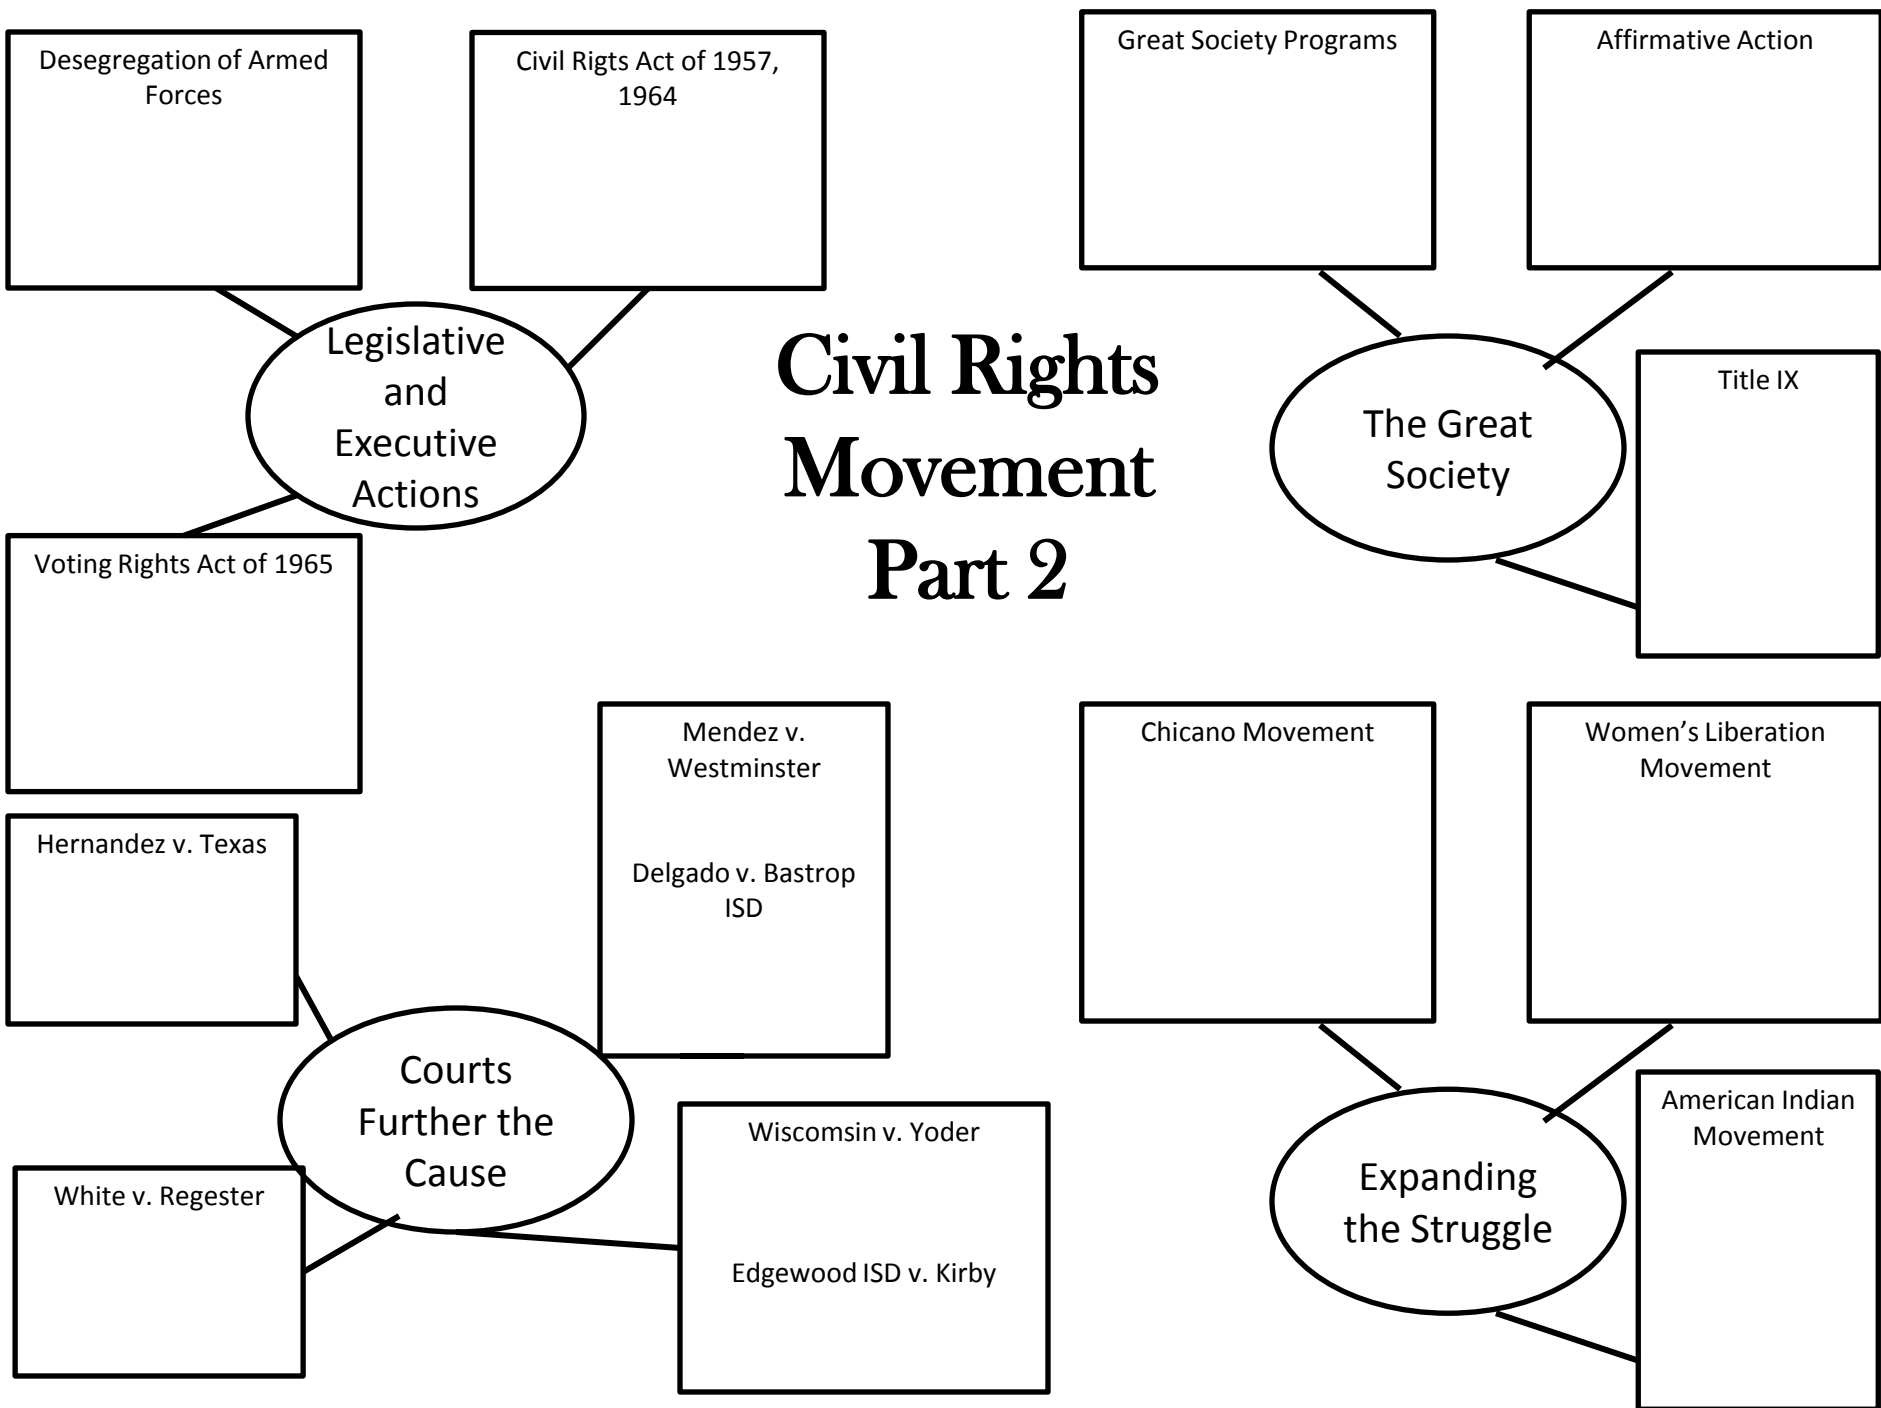 Desegregation of Armed
Forces
Civil Rigts Act of 1957,
1964
Great Society Programs
Affirmative Action
Legislative
and
Executive
Actions
Civil Rights
Movement
Part 2
The Great
Society
Title IX
Voting Rights Act of 1965
Mendez v.
Westminster
Delgado v. Bastrop
ISD
Chicano Movement
Women's Liberation
Movement
Hernandez v. Texas
Courts
Further the
Cause
White v. Regester
Wiscomsin v. Yoder
Edgewood ISD v. Kirby
Expanding
the Struggle
American Indian
Movement